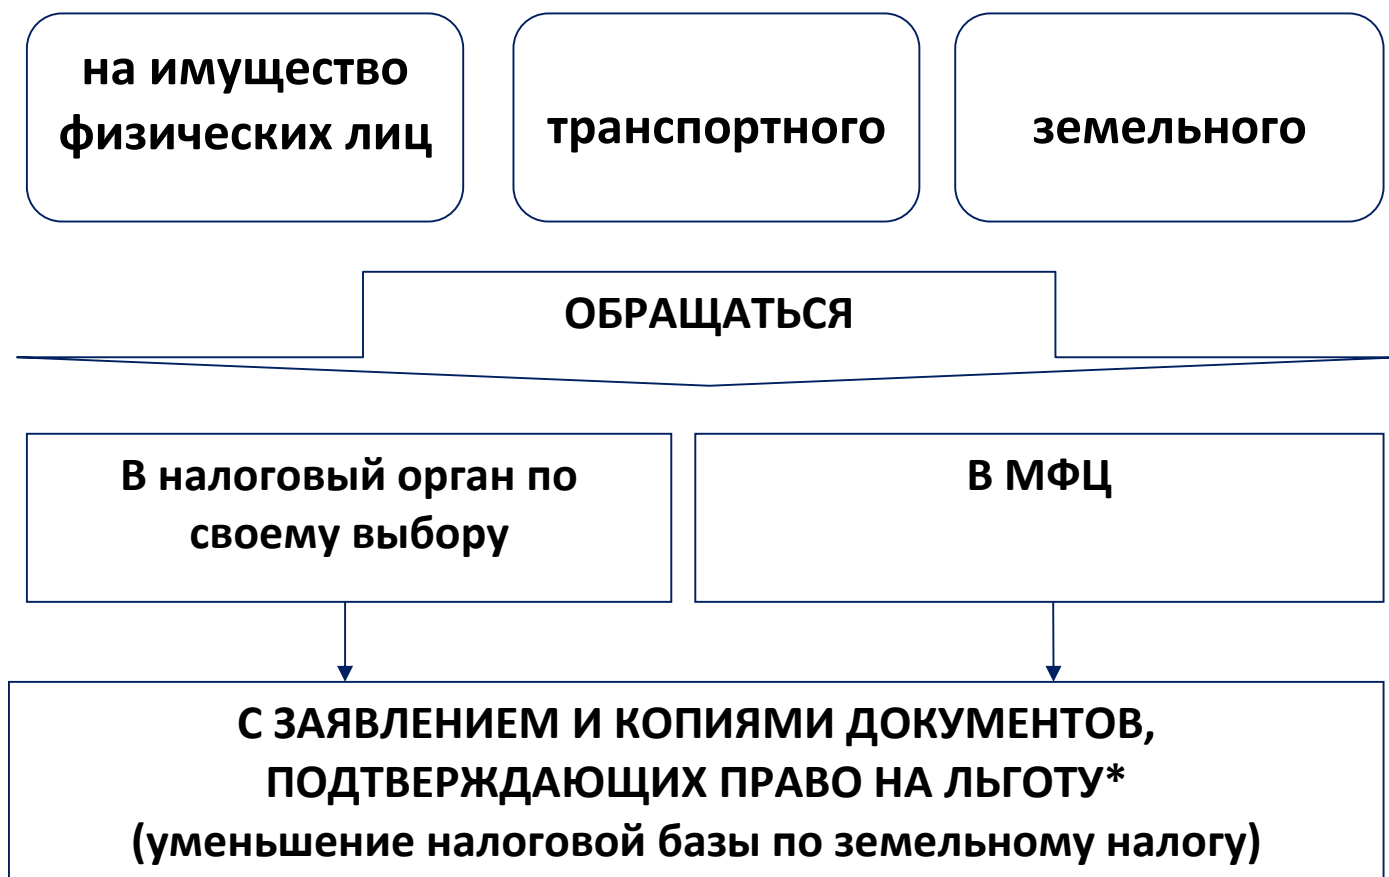 на имущество
физических лиц
транспортного
земельного
ОБРАЩАТЬСЯ
В налоговый орган по
своему выбору
В МФЦ
С ЗАЯВЛЕНИЕМ И КОПИЯМИ ДОКУМЕНТОВ,
ПОДТВЕРЖДАЮЩИХ ПРАВО НА ЛЬГОТУ*
(уменьшение налоговой базы по земельному налогу)